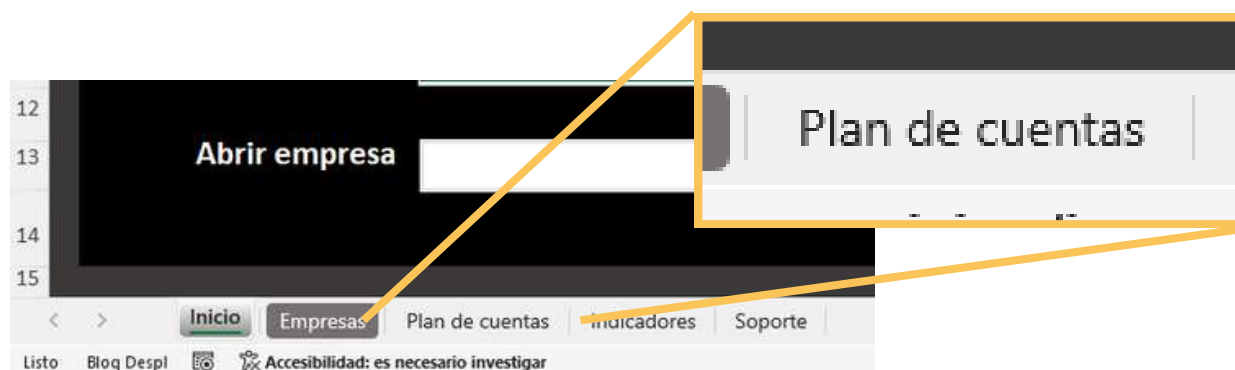 Plan de cuentas
12
13 Abrir empresa
14
15
< > Inicio Empresas Plan de cuentas Indicadores Soporte
Listo Bloq Despl Accesibilidad: es necesario investigar